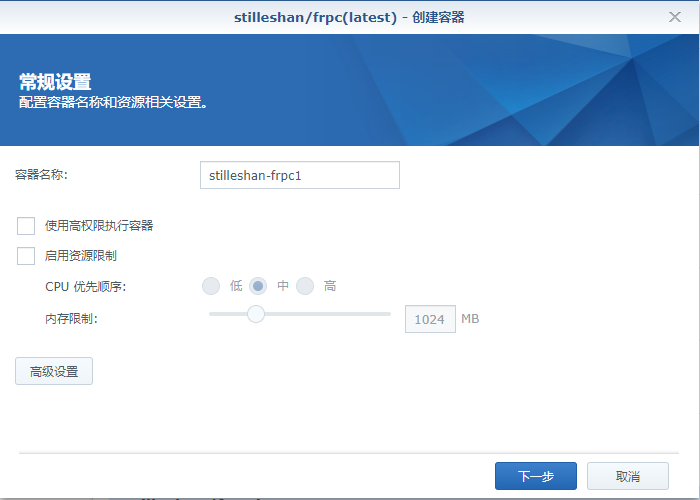 stilleshan/frpc(latest) - 创建容器
常规设置
配置容器名称和资源相关设置。
容器名称:
stilleshan-frpc1
使用高权限执行容器
启用资源限制
CPU 优先顺序:
低 中 高
内存限制:
1024 MB
高级设置
下一步 取消